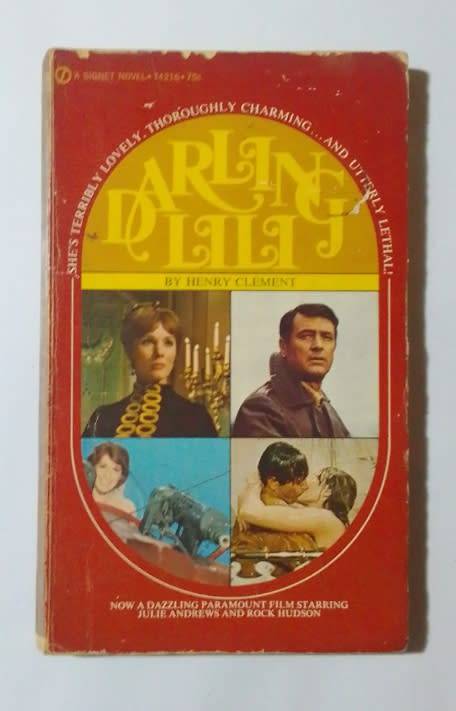 A SIGNET NOVEL • T4216 • 75c
SHE'S TERRIBLY LOVELY, THOROUGHLY CHARMING...AND UTTERLY LETHAL!
DARLING
LILI
BY HENRY CLEMENT
NOW A DAZZLING PARAMOUNT FILM STARRING
JULIE ANDREWS AND ROCK HUDSON